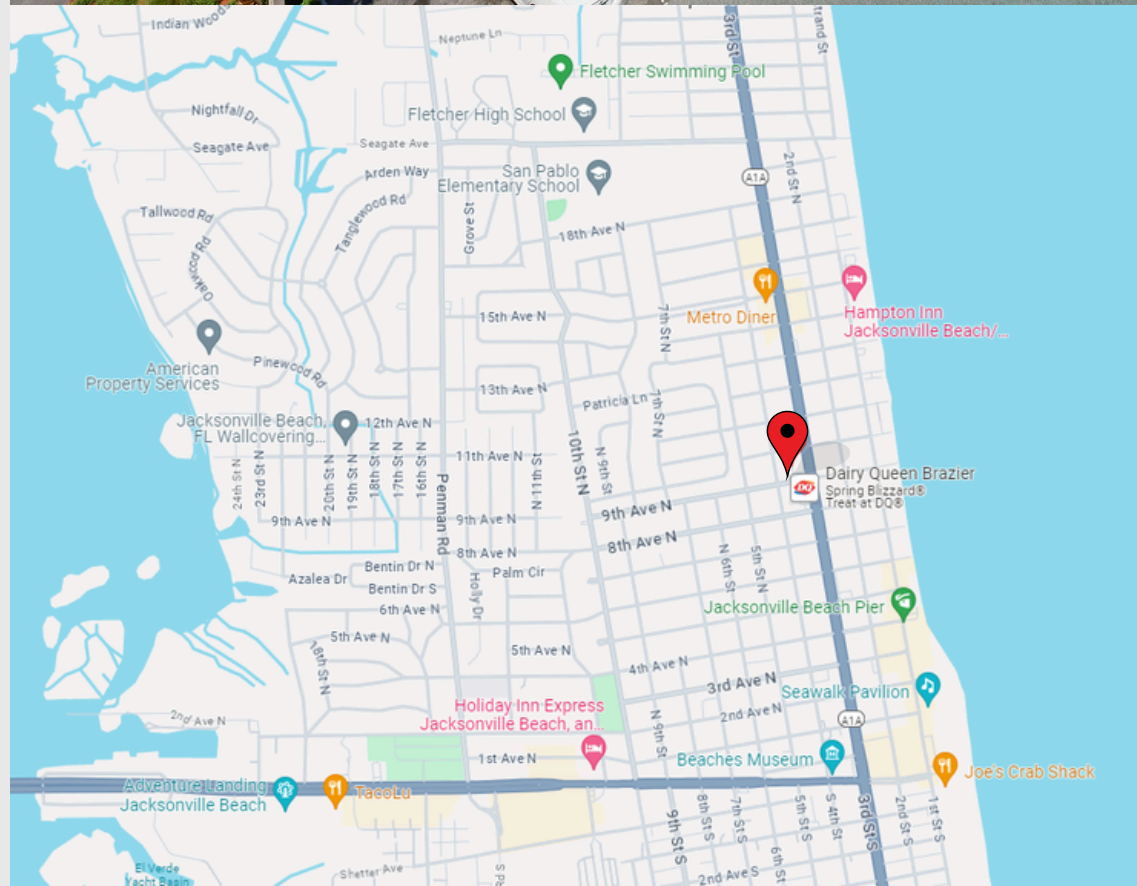 Indian Woods
Neptune Ln
3rd St
Strand St
Fletcher Swimming Pool
Fletcher High School
Nightfall Dr
Seagate Ave
Seagate Ave
San Pablo
Elementary School
Arden Way
A1A
2nd St N
Tallwood Rd
Tanglewood Rd
Grove St
18th Ave N
Oakwood Rd
Metro Diner
Hampton Inn
Jacksonville Beach/...
15th Ave N
7th St N
American
Property Services
Pinewood Rd
13th Ave N
Patricia Ln
7th St N
Jacksonville Beach,
FL Wallcovering...
12th Ave N
11th Ave N
10th St N
N 9th St
11th St N
24th St N
23rd St N
20th St N
19th St N
18th St N
17th St N
16th St N
Penman Rd
DQ
Dairy Queen Brazier
Spring Blizzard®
Treat at DQ®
9th Ave N
9th Ave N
9th Ave N
8th Ave N
8th Ave N
N 6th St
5th St N
Azalea Dr
Bentin Dr N
Bentin Dr S
Palm Cir
Holly Dr
6th Ave N
Jacksonville Beach Pier
5th Ave N
5th Ave N
18th St N
4th Ave N
3rd Ave N
2nd Ave N
Seawalk Pavilion
Holiday Inn Express
Jacksonville Beach, an...
2nd Ave N
N 9th St
A1A
1st Ave N
Beaches Museum
Joe's Crab Shack
Adventure Landing
Jacksonville Beach
TacoLu
9th St S
8th St S
7th St S
5th St S
S 4th St
3rd St S
2nd St S
1st St S
6th St
2nd Ave S
El Verde
Yacht Basin
Shetter Ave